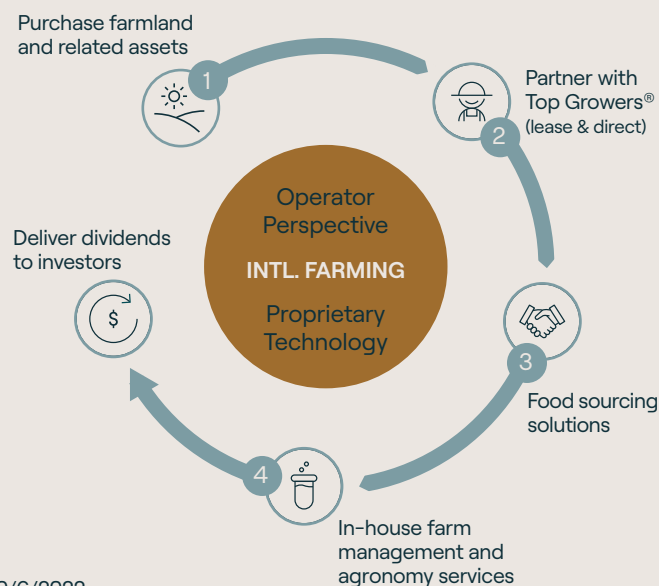 Purchase farmland
and related assets
1
Partner with
Top Growers®
(lease & direct)
2
Operator
Perspective
INTL. FARMING
Proprietary
Technology
Deliver dividends
to investors
$
3
Food sourcing
solutions
4
In-house farm
management and
agronomy services